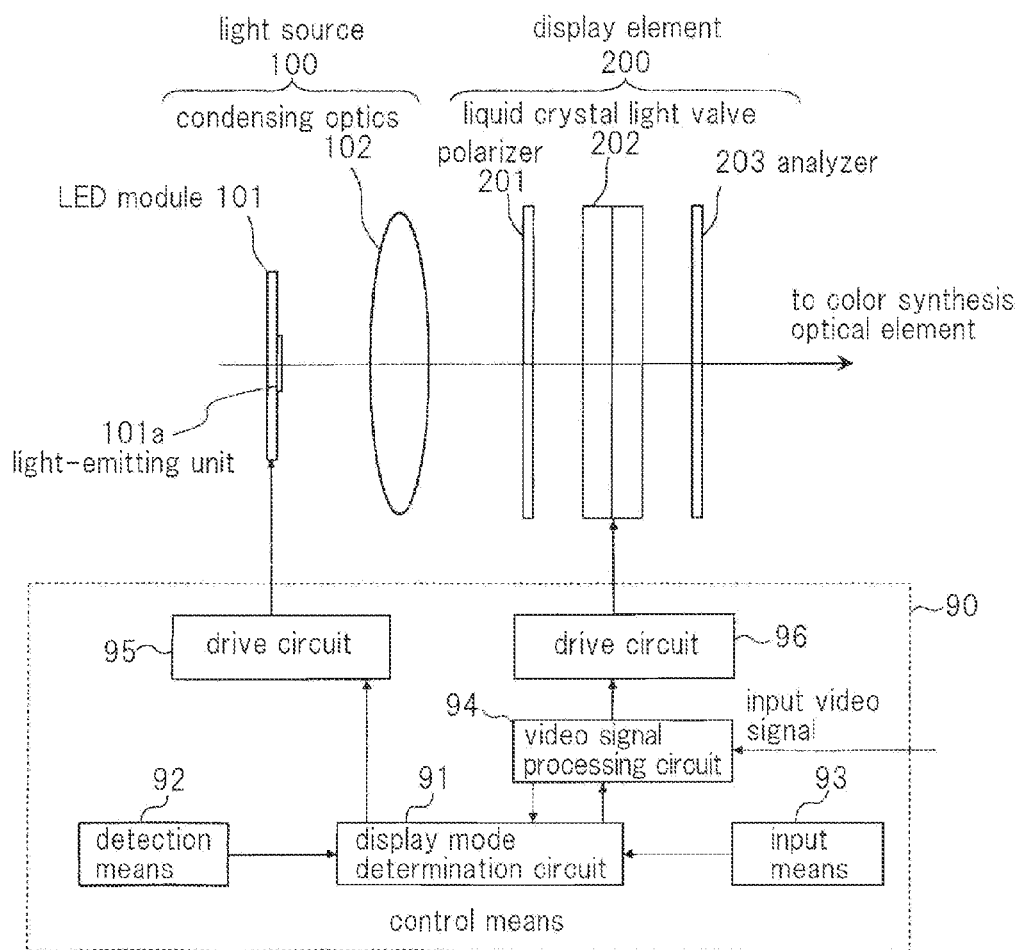 light source
100
display element
200
condensing optics
102
liquid crystal light valve
202
polarizer
201
203 analyzer
LED module 101
to color synthesis
optical element
101a
light-emitting unit
90
95
drive circuit
drive circuit
96
94
input video
signal
video signal
processing circuit
92
91
93
detection
means
display mode
determination circuit
input
means
control means